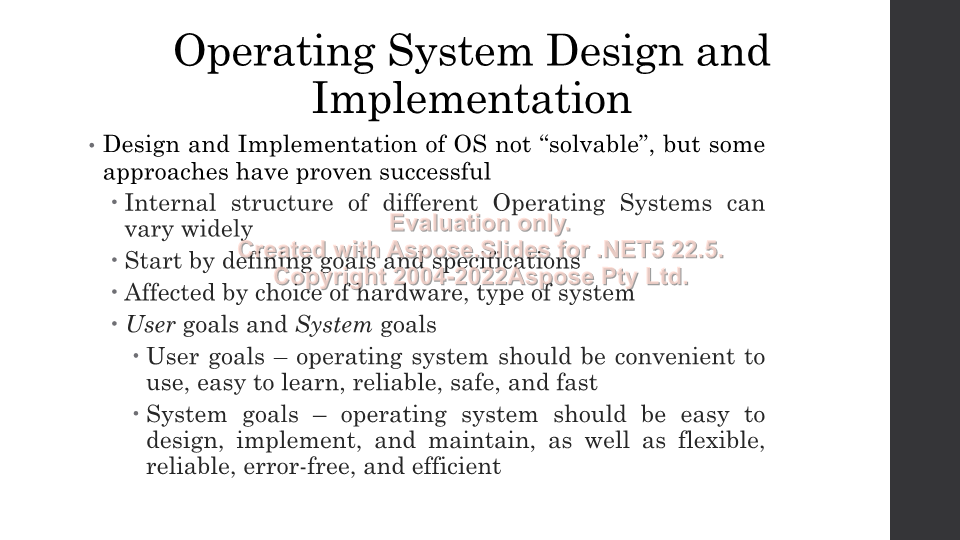 Operating System Design and
Implementation
• Design and Implementation of OS not “solvable”, but some
approaches have proven successful
• Internal structure of different Operating Systems can
vary widely
• Start by defining goals and specifications
• Affected by choice of hardware, type of system
• User goals and System goals
• User goals – operating system should be convenient to
use, easy to learn, reliable, safe, and fast
• System goals – operating system should be easy to
design, implement, and maintain, as well as flexible,
reliable, error-free, and efficient
Evaluation only.
Created with Aspose.Slides for .NET5 22.5.
Copyright 2004-2022Aspose Pty Ltd.